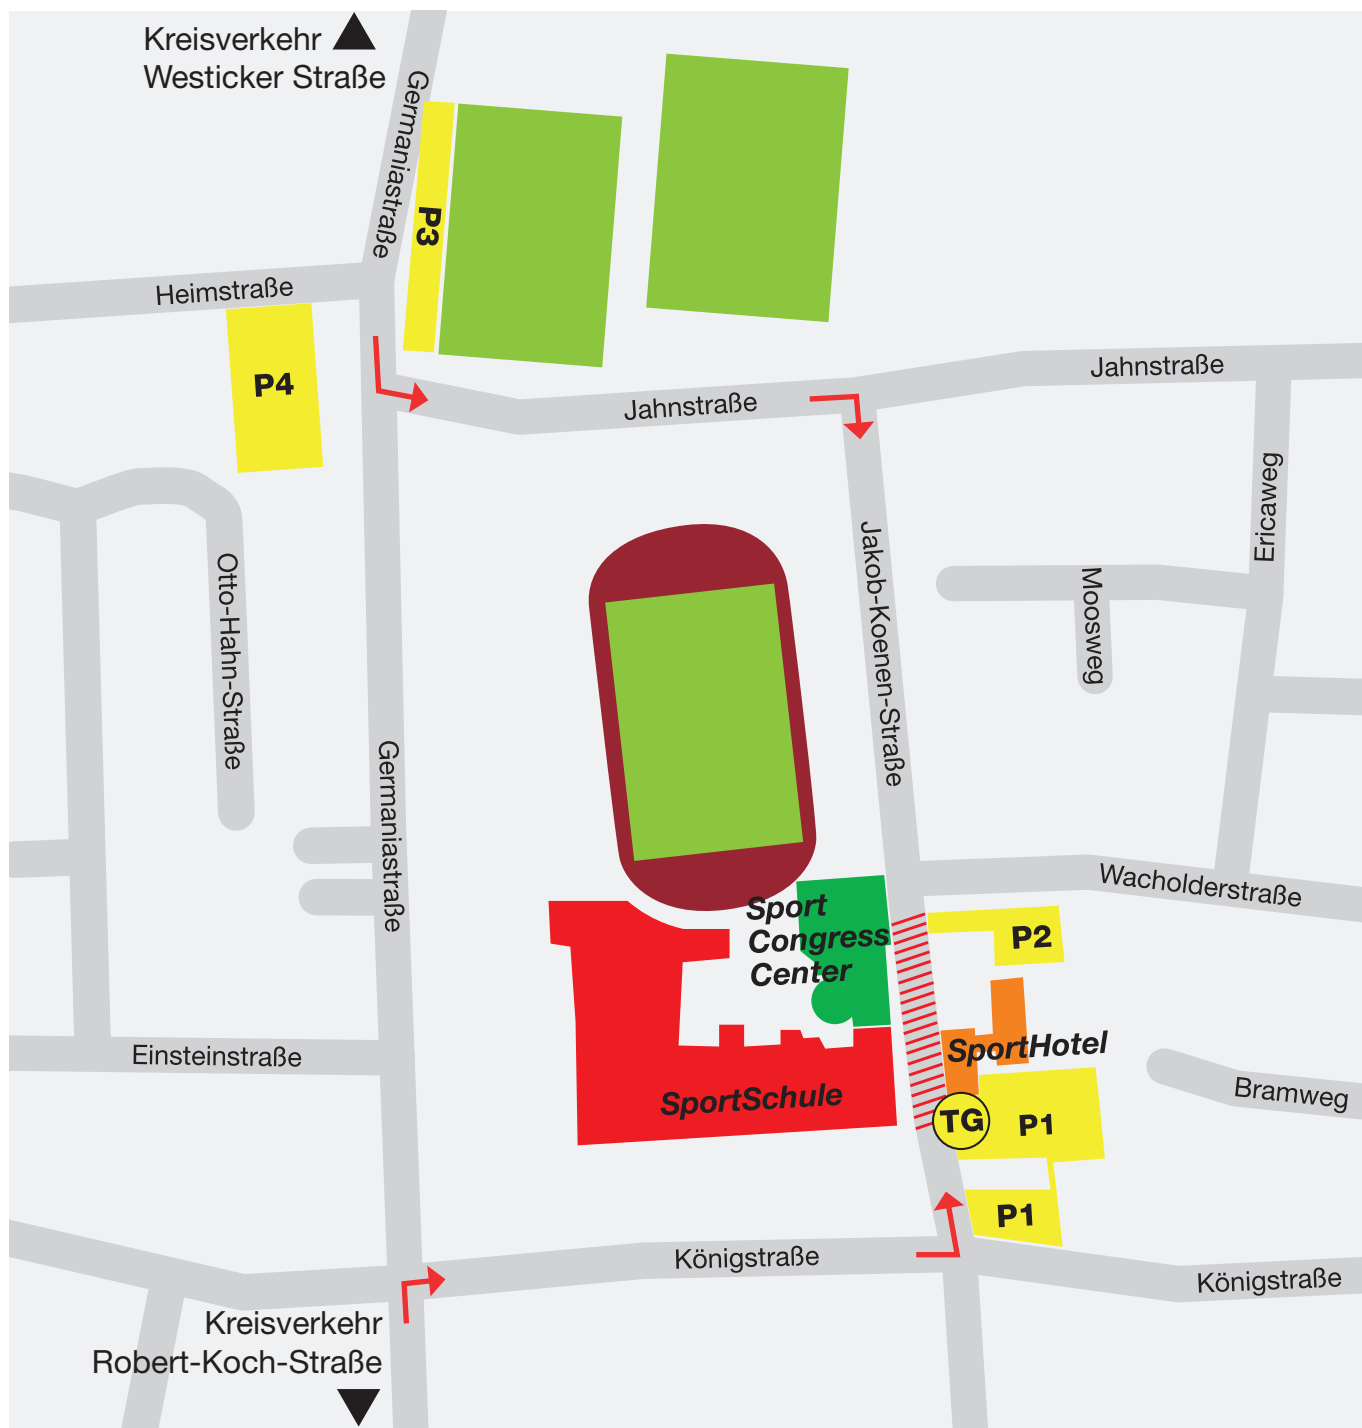 Kreisverkehr
Westicker Straße
Germaniastraße
P3
Heimstraße
P4
Jahnstraße
Jahnstraße
Ericaweg
Otto-Hahn-Straße
Jakob-Koenen-Straße
Moosweg
Germaniastraße
Wacholderstraße
Sport
Congress
Center
P2
SportHotel
Einsteinstraße
SportSchule
Bramweg
TG
P1
P1
Königstraße
Königstraße
Kreisverkehr
Robert-Koch-Straße